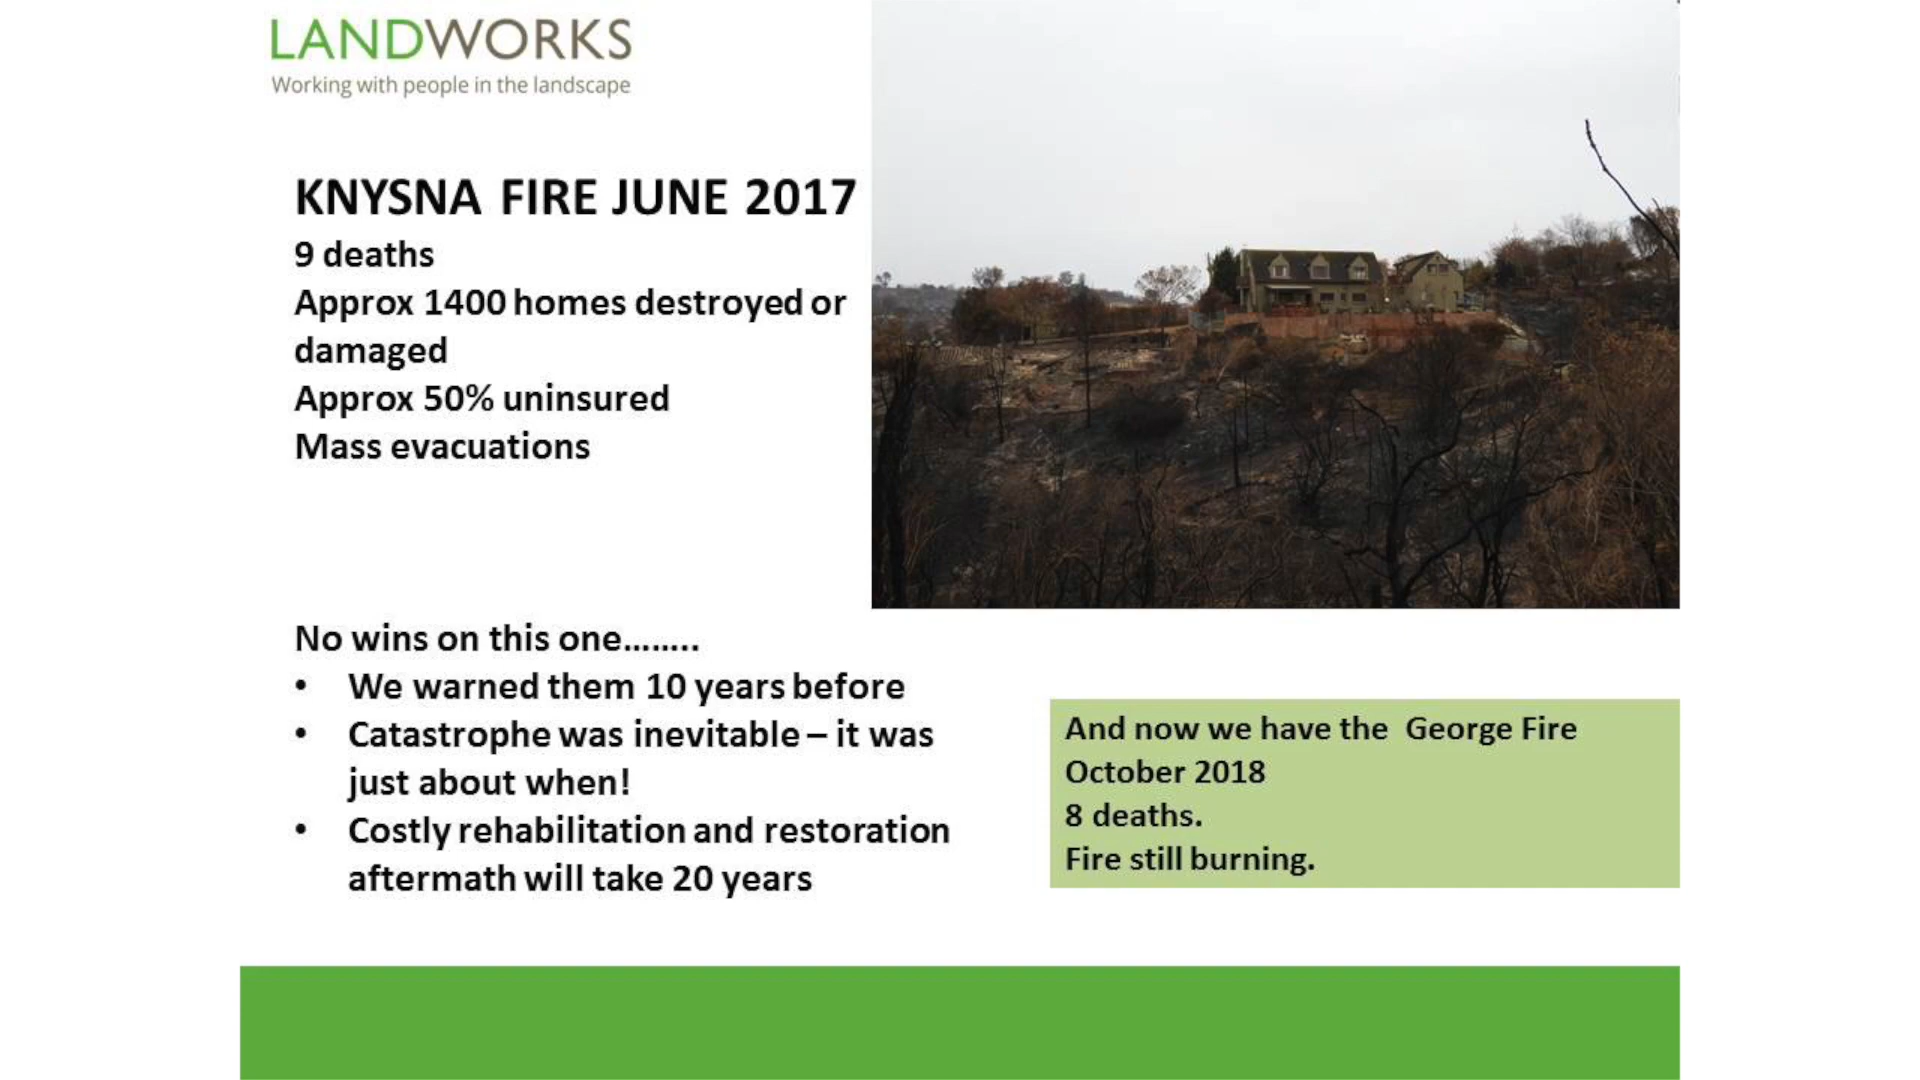 LANDWORKS
Working with people in the landscape
KNYSNA FIRE JUNE 2017
9 deaths
Approx 1400 homes destroyed or
damaged
Approx 50% uninsured
Mass evacuations
No wins on this one........
• We warned them 10 years before
• Catastrophe was inevitable – it was
just about when!
• Costly rehabilitation and restoration
aftermath will take 20 years
And now we have the George Fire
October 2018
8 deaths.
Fire still burning.